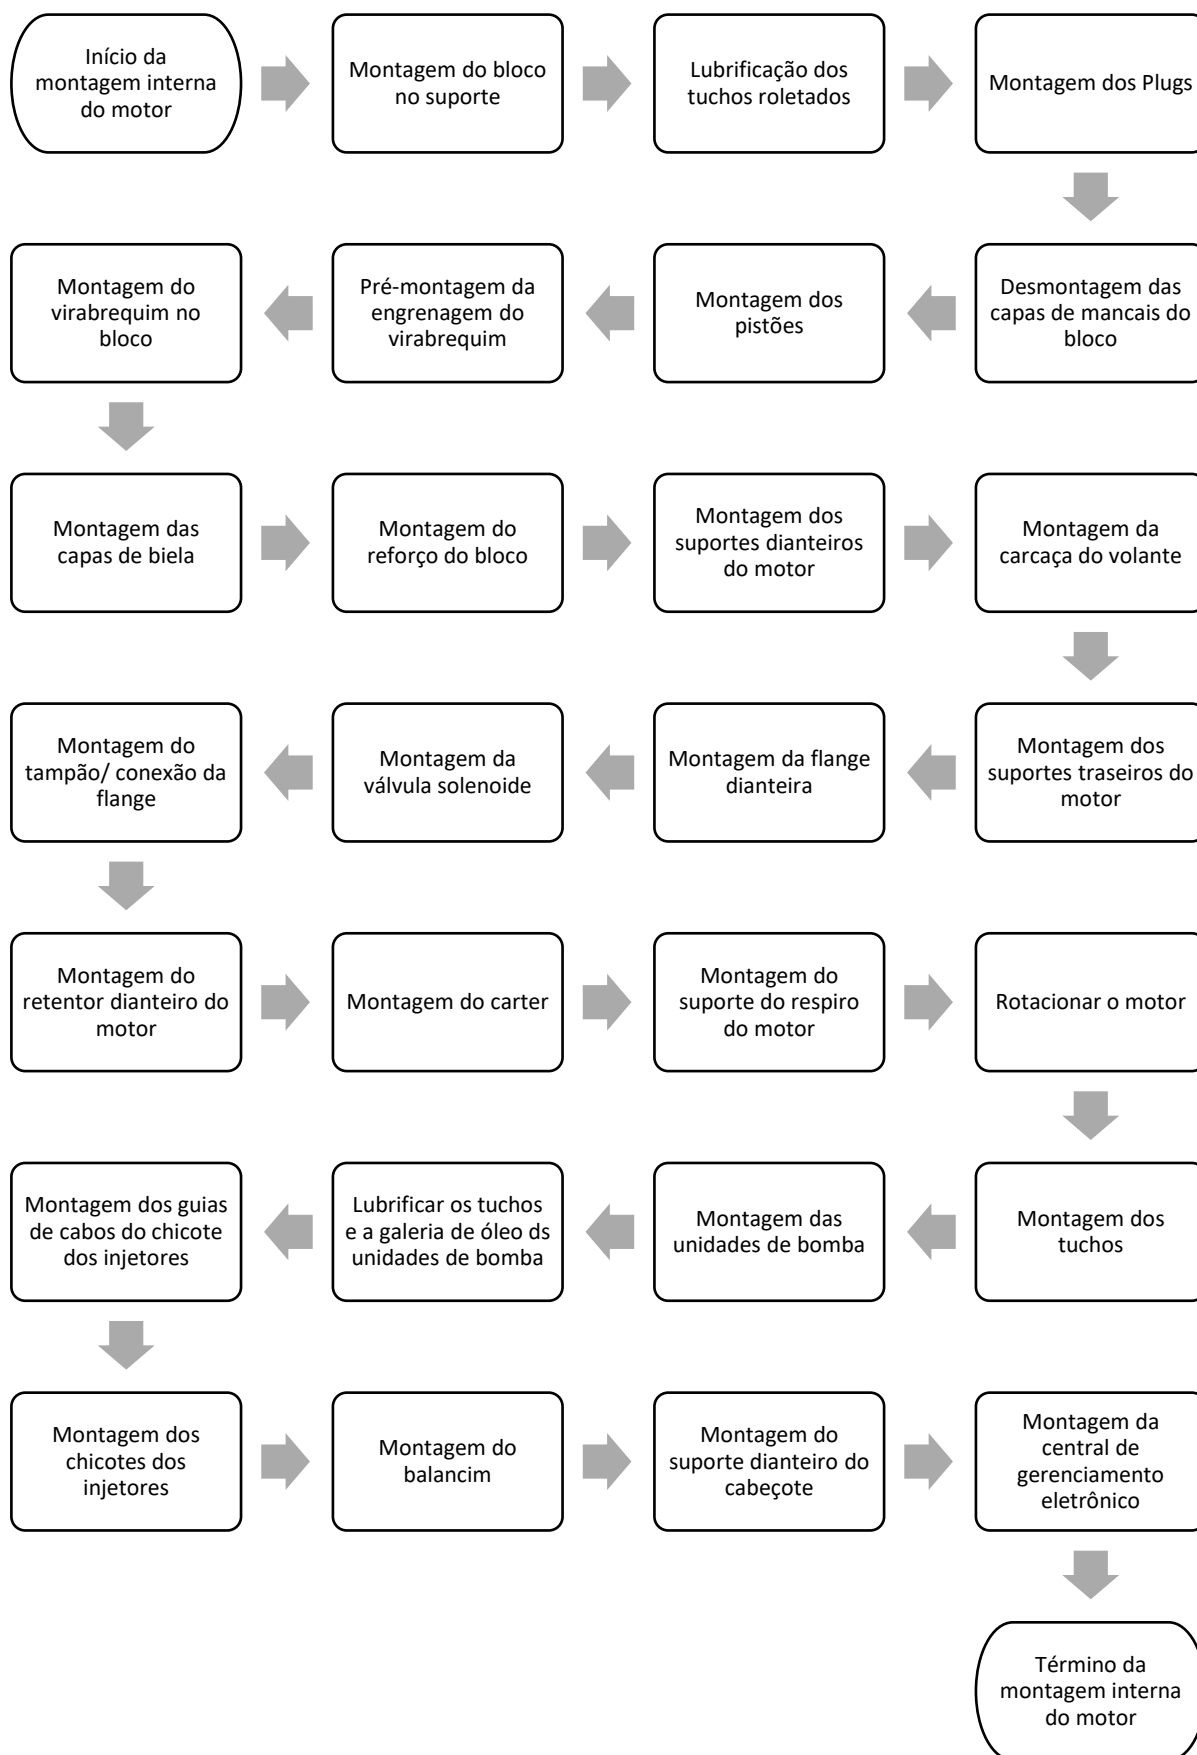 Início da
montagem interna
do motor
Montagem do bloco
no suporte
Lubrificação dos
tuchos roletados
Montagem dos Plugs
Desmontagem das
capas de mancais do
bloco
Montagem dos
pistões
Pré-montagem da
engrenagem do
virabrequim
Montagem do
virabrequim no
bloco
Montagem das
capas de biela
Montagem do
reforço do bloco
Montagem dos
suportes dianteiros
do motor
Montagem da
carcaça do volante
Montagem dos
suportes traseiros do
motor
Montagem da flange
dianteira
Montagem da
válvula solenoide
Montagem do
tampão/ conexão da
flange
Montagem do
retentor dianteiro do
motor
Montagem do carter
Montagem do
suporte do respiro
do motor
Rotacionar o motor
Montagem dos
tuchos
Montagem das
unidades de bomba
Lubrificar os tuchos
e a galeria de óleo ds
unidades de bomba
Montagem dos guias
de cabos do chicote
dos injetores
Montagem dos
chicotes dos
injetores
Montagem do
balancim
Montagem do
suporte dianteiro do
cabeçote
Montagem da
central de
gerenciamento
eletrônico
Término da
montagem interna
do motor